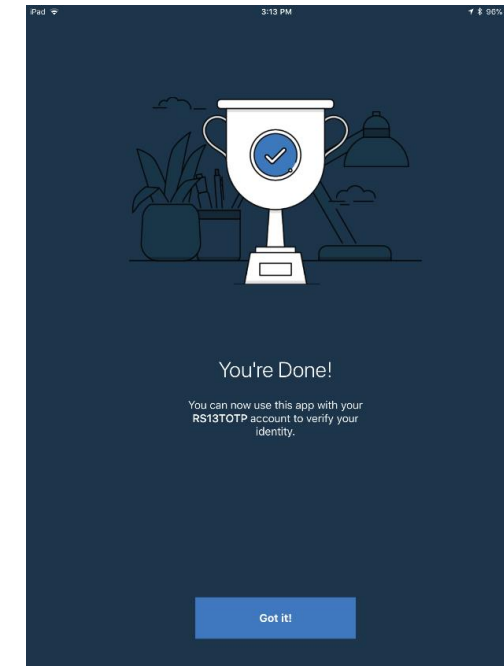 iPad 3:13 PM 96%
You're Done!
You can now use this app with your
RS13TOTP account to verify your
identity.
Got it!